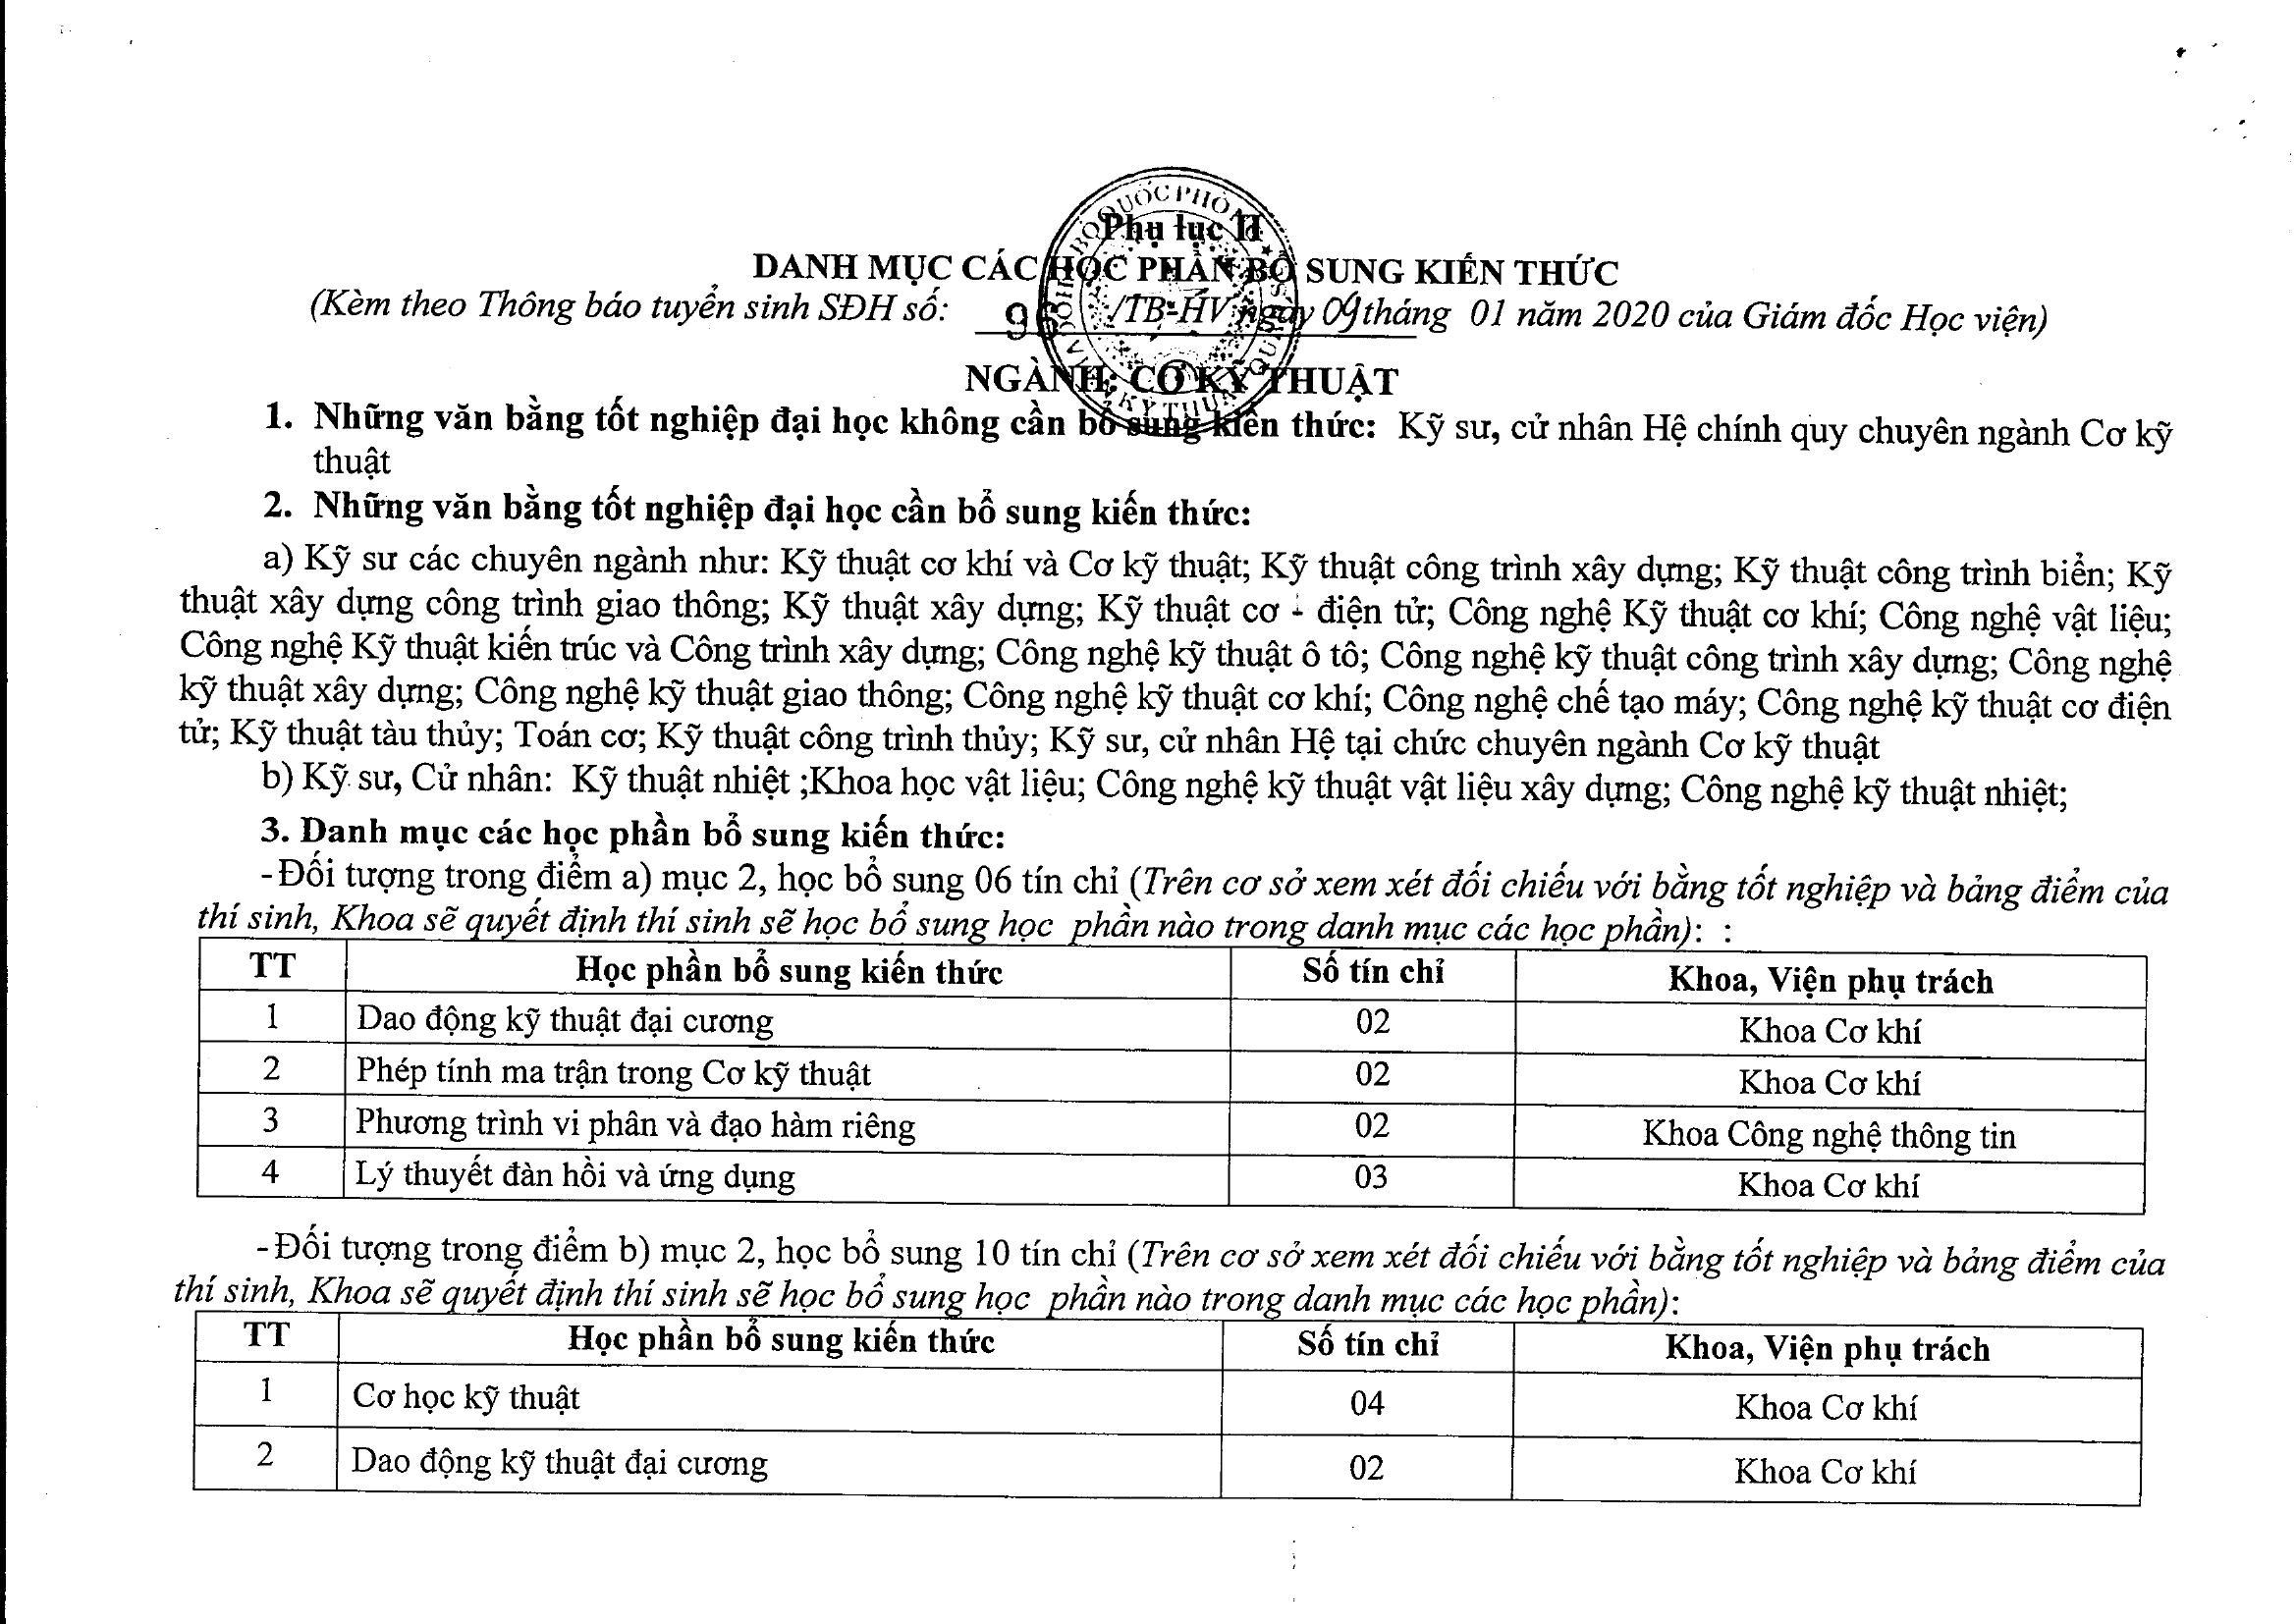 Phụ lục II
DANH MỤC CÁC HỌC PHẦN BỔ SUNG KIẾN THỨC
(Kèm theo Thông báo tuyển sinh SĐH số: 96 /TB-HV ngày 09 tháng 01 năm 2020 của Giám đốc Học viện)
NGÀNH: CƠ KỸ THUẬT
1. Những văn bằng tốt nghiệp đại học không cần bổ sung kiến thức: Kỹ sư, cử nhân Hệ chính quy chuyên ngành Cơ kỹ
thuật
2. Những văn bằng tốt nghiệp đại học cần bổ sung kiến thức:
a) Kỹ sư các chuyên ngành như: Kỹ thuật cơ khí và Cơ kỹ thuật; Kỹ thuật công trình xây dựng; Kỹ thuật công trình biển; Kỹ
thuật xây dựng công trình giao thông; Kỹ thuật xây dựng; Kỹ thuật cơ - điện tử; Công nghệ Kỹ thuật cơ khí; Công nghệ vật liệu;
Công nghệ Kỹ thuật kiến trúc và Công trình xây dựng; Công nghệ kỹ thuật ô tô; Công nghệ kỹ thuật công trình xây dựng; Công nghệ
kỹ thuật xây dựng; Công nghệ kỹ thuật giao thông; Công nghệ kỹ thuật cơ khí; Công nghệ chế tạo máy; Công nghệ kỹ thuật cơ điện
tử; Kỹ thuật tàu thủy; Toán cơ; Kỹ thuật công trình thủy; Kỹ sư, cử nhân Hệ tại chức chuyên ngành Cơ kỹ thuật
b) Kỹ sư, Cử nhân: Kỹ thuật nhiệt ;Khoa học vật liệu; Công nghệ kỹ thuật vật liệu xây dựng; Công nghệ kỹ thuật nhiệt;
3. Danh mục các học phần bổ sung kiến thức:
-Đối tượng trong điểm a) mục 2, học bổ sung 06 tín chỉ (Trên cơ sở xem xét đối chiếu với bằng tốt nghiệp và bảng điểm của
thí sinh, Khoa sẽ quyết định thí sinh sẽ học bổ sung học phần nào trong danh mục các học phần): :
TT Học phần bổ sung kiến thức Số tín chỉ Khoa, Viện phụ trách
1 Dao động kỹ thuật đại cương 02 Khoa Cơ khí
2 Phép tính ma trận trong Cơ kỹ thuật 02 Khoa Cơ khí
3 Phương trình vi phân và đạo hàm riêng 02 Khoa Công nghệ thông tin
4 Lý thuyết đàn hồi và ứng dụng 03 Khoa Cơ khí
-Đối tượng trong điểm b) mục 2, học bổ sung 10 tín chỉ (Trên cơ sở xem xét đối chiếu với bằng tốt nghiệp và bảng điểm của
thí sinh, Khoa sẽ quyết định thí sinh sẽ học bổ sung học phần nào trong danh mục các học phần):
TT Học phần bổ sung kiến thức Số tín chỉ Khoa, Viện phụ trách
1 Cơ học kỹ thuật 04 Khoa Cơ khí
2 Dao động kỹ thuật đại cương 02 Khoa Cơ khí